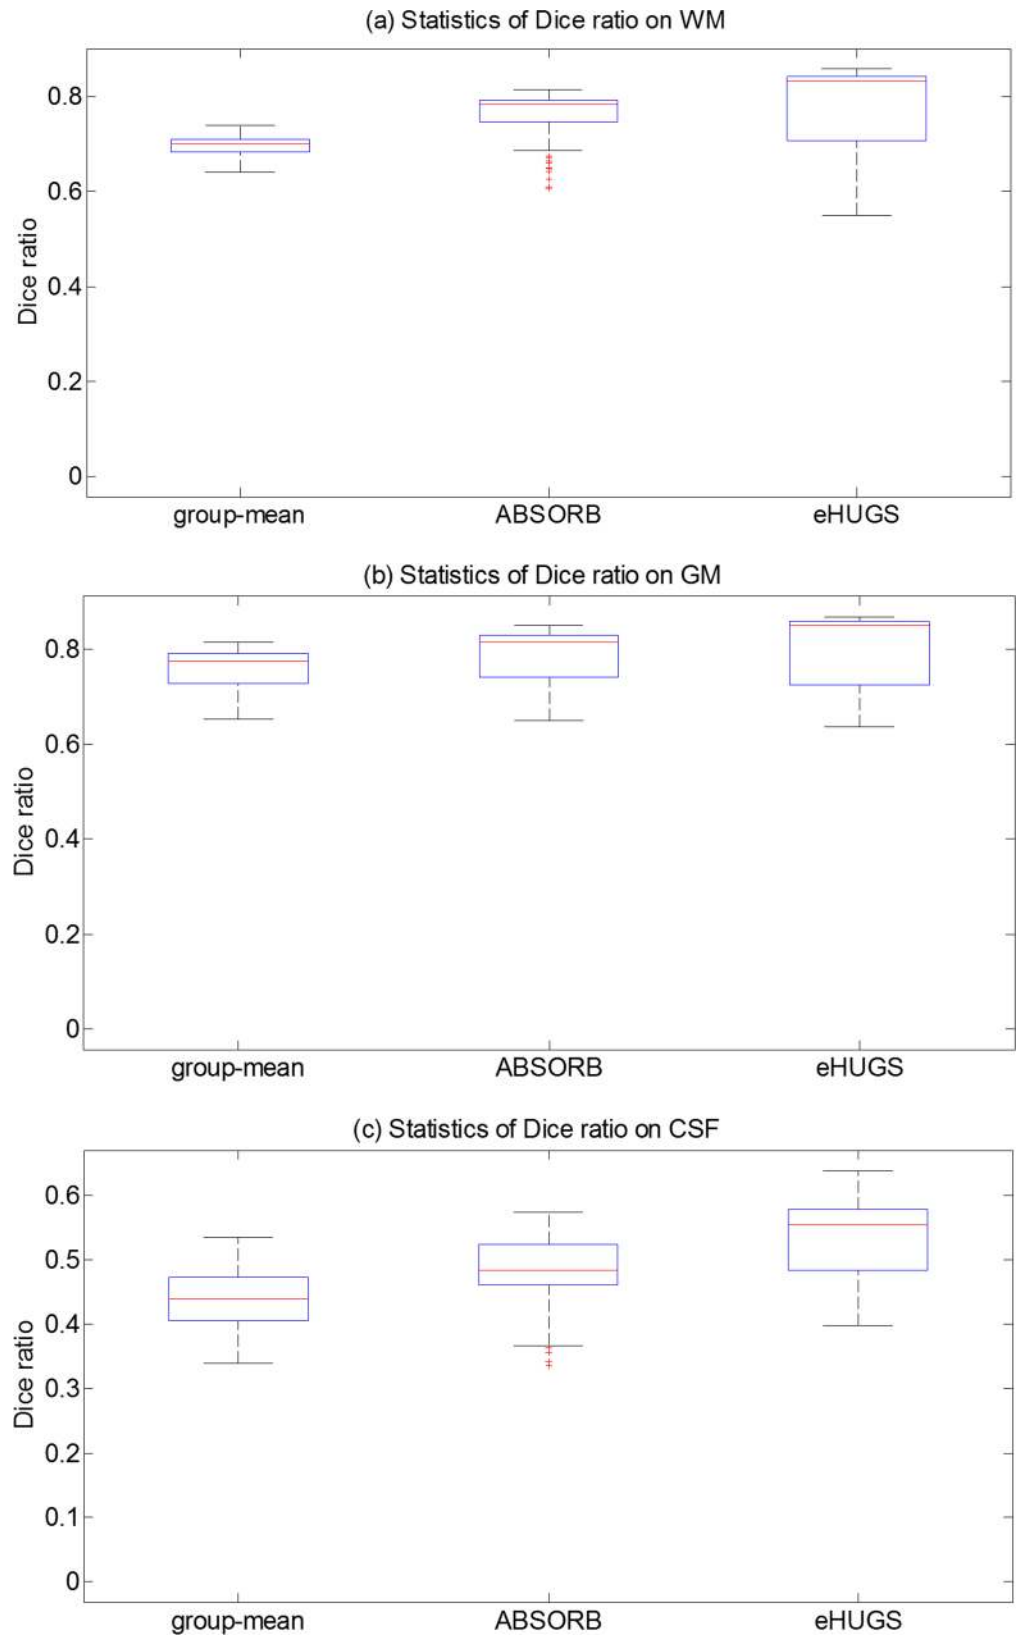 (a) Statistics of Dice ratio on WM
0.8
0.6
0.4
0.2
0
Dice ratio
group-mean ABSORB eHUGS
(b) Statistics of Dice ratio on GM
0.8
0.6
0.4
0.2
0
Dice ratio
group-mean ABSORB eHUGS
(c) Statistics of Dice ratio on CSF
0.6
0.5
0.4
0.3
0.2
0.1
0
Dice ratio
group-mean ABSORB eHUGS